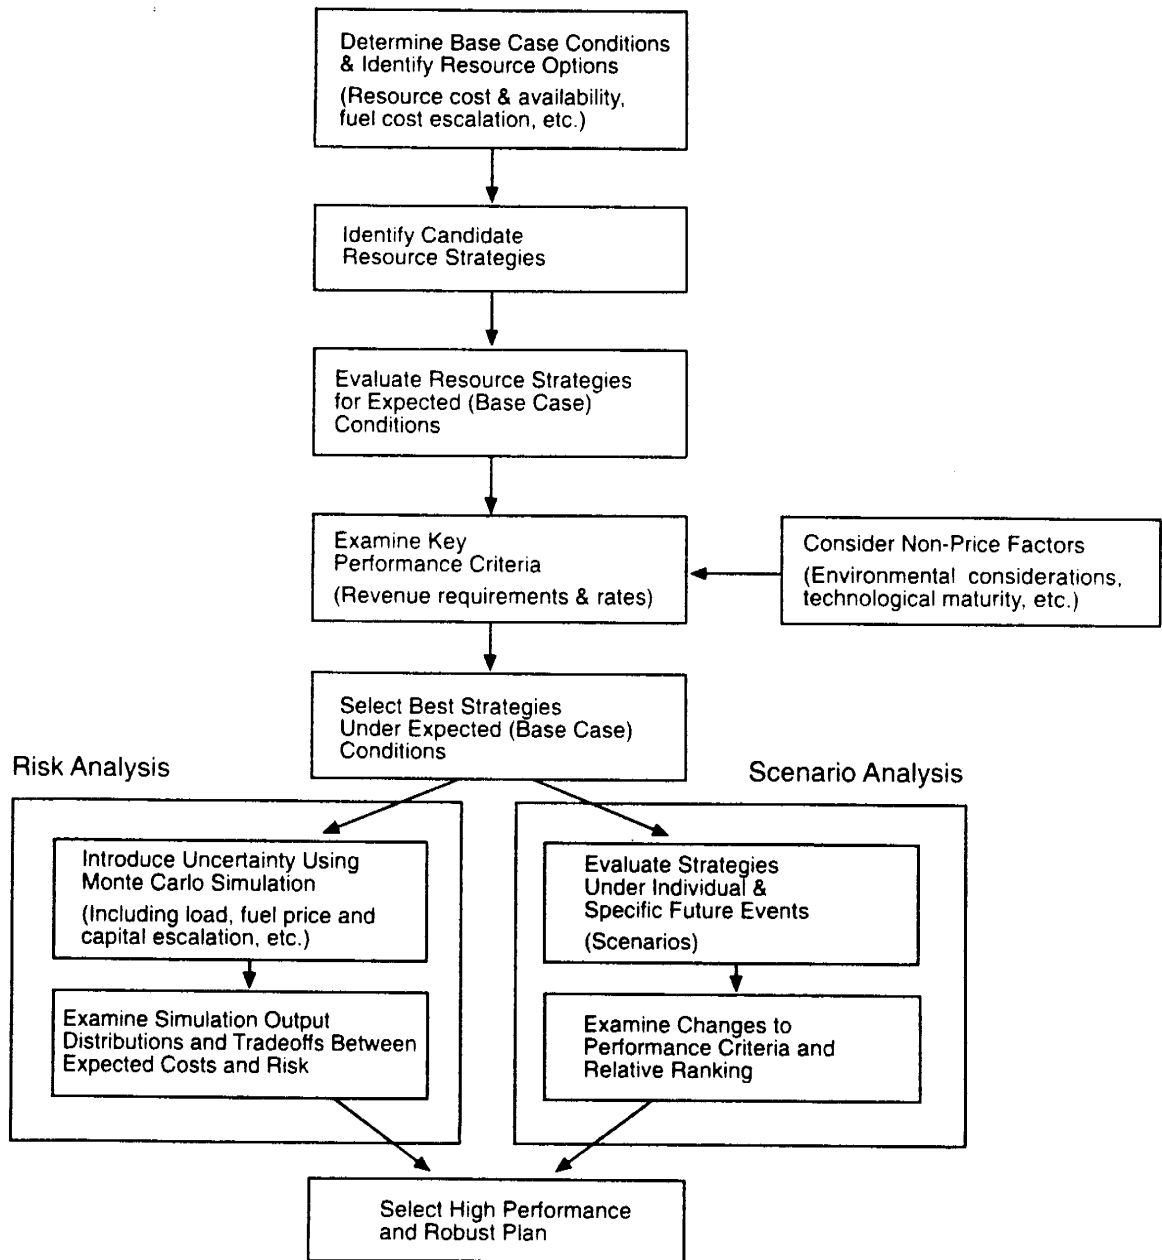 Determine Base Case Conditions
& Identify Resource Options
(Resource cost & availability,
fuel cost escalation, etc.)
Identify Candidate
Resource Strategies
Evaluate Resource Strategies
for Expected (Base Case)
Conditions
Examine Key
Performance Criteria
(Revenue requirements & rates)
Consider Non-Price Factors
(Environmental considerations,
technological maturity, etc.)
Select Best Strategies
Under Expected (Base Case)
Conditions
Risk Analysis
Introduce Uncertainty Using
Monte Carlo Simulation
(Including load, fuel price and
capital escalation, etc.)
Examine Simulation Output
Distributions and Tradeoffs Between
Expected Costs and Risk
Scenario Analysis
Evaluate Strategies
Under Individual &
Specific Future Events
(Scenarios)
Examine Changes to
Performance Criteria and
Relative Ranking
Select High Performance
and Robust Plan